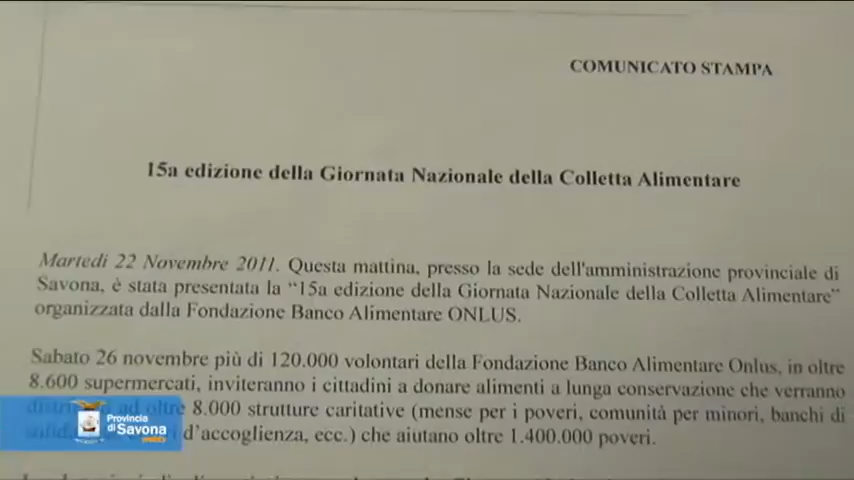 COMUNICATO STAMPA
15a edizione della Giornata Nazionale della Colletta Alimentare
Martedi 22 Novembre 2011. Questa mattina, presso la sede dell'amministrazione provinciale di
Savona, è stata presentata la “15a edizione della Giornata Nazionale della Colletta Alimentare”
organizzata dalla Fondazione Banco Alimentare ONLUS.
Sabato 26 novembre più di 120.000 volontari della Fondazione Banco Alimentare Onlus, in oltre
8.600 supermercati, inviteranno i cittadini a donare alimenti a lunga conservazione che verranno
ad oltre 8.000 strutture caritative (mense per i poveri, comunità per minori, banchi di
d’accoglienza, ecc.) che aiutano oltre 1.400.000 poveri.
Provincia
di Savona